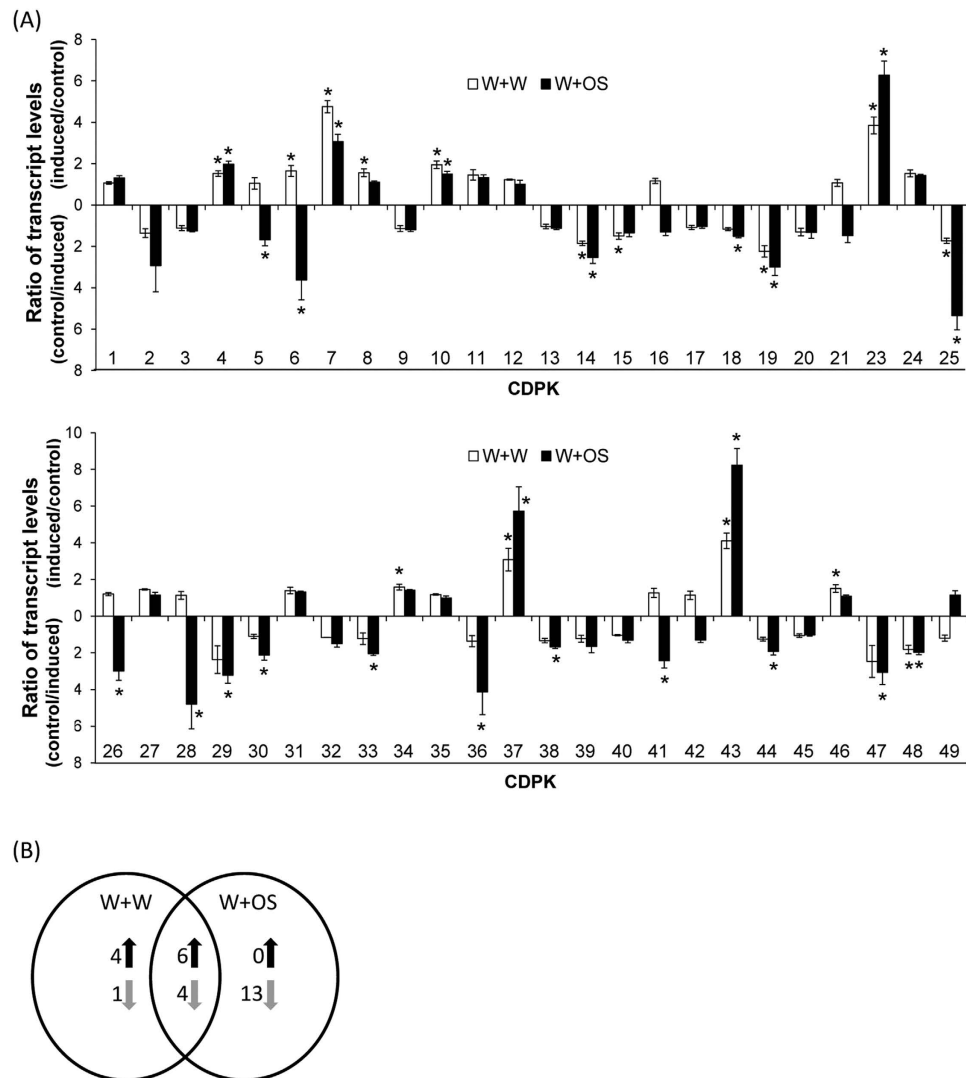 (A)
Ratio of transcript levels
(control/induced) (induced/control)
8
6
4
2
0
2
4
6
8
W+W W+OS
* * * * * * * * * * * *
* * * * * * * * * *
1 2 3 4 5 6 7 8 9 10 11 12 13 14 15 16 17 18 19 20 21 23 24 25
CDPK
Ratio of transcript levels
(control/induced) (induced/control)
10
8
6
4
2
0
2
4
6
8
W+W W+OS
* * * * * *
* * * * * * * * * * * *
26 27 28 29 30 31 32 33 34 35 36 37 38 39 40 41 42 43 44 45 46 47 48 49
CDPK
(B)
W+W W+OS
4 6 0
1 4 13